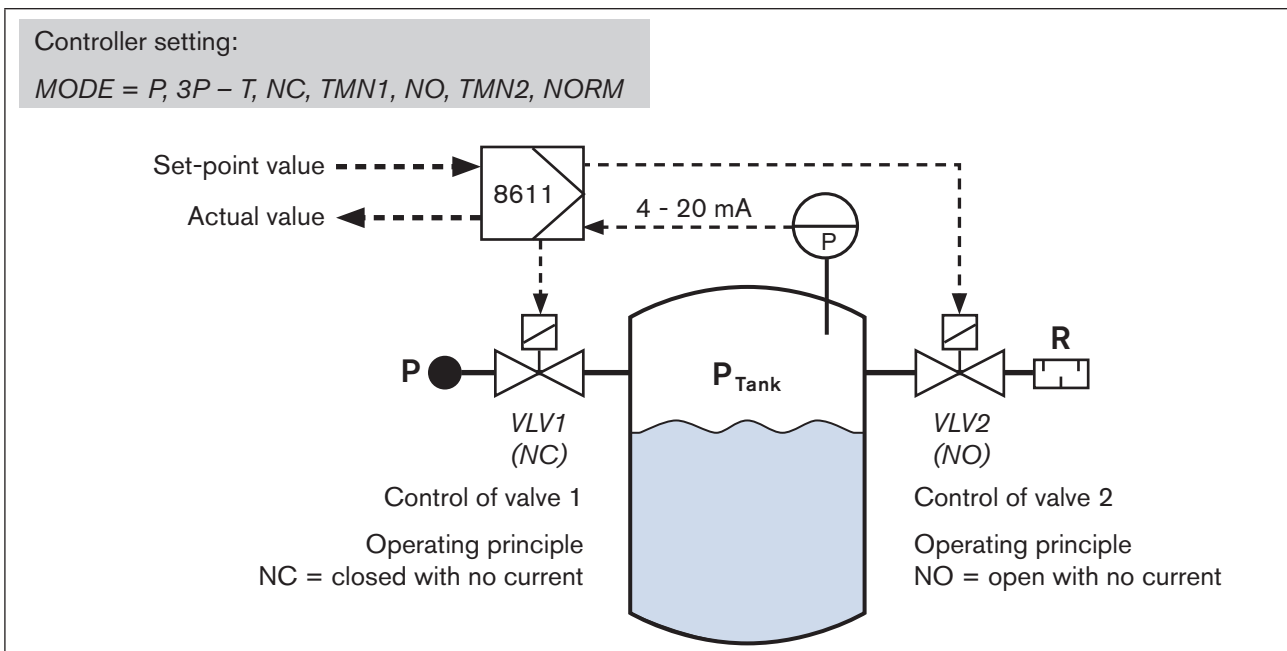 Controller setting:
MODE = P, 3P – T, NC, TMN1, NO, TMN2, NORM
Set-point value
8611
Actual value
4 - 20 mA
P
P
P Tank
R
VLV1
(NC)
VLV2
(NO)
Control of valve 1
Operating principle
NC = closed with no current
Control of valve 2
Operating principle
NO = open with no current